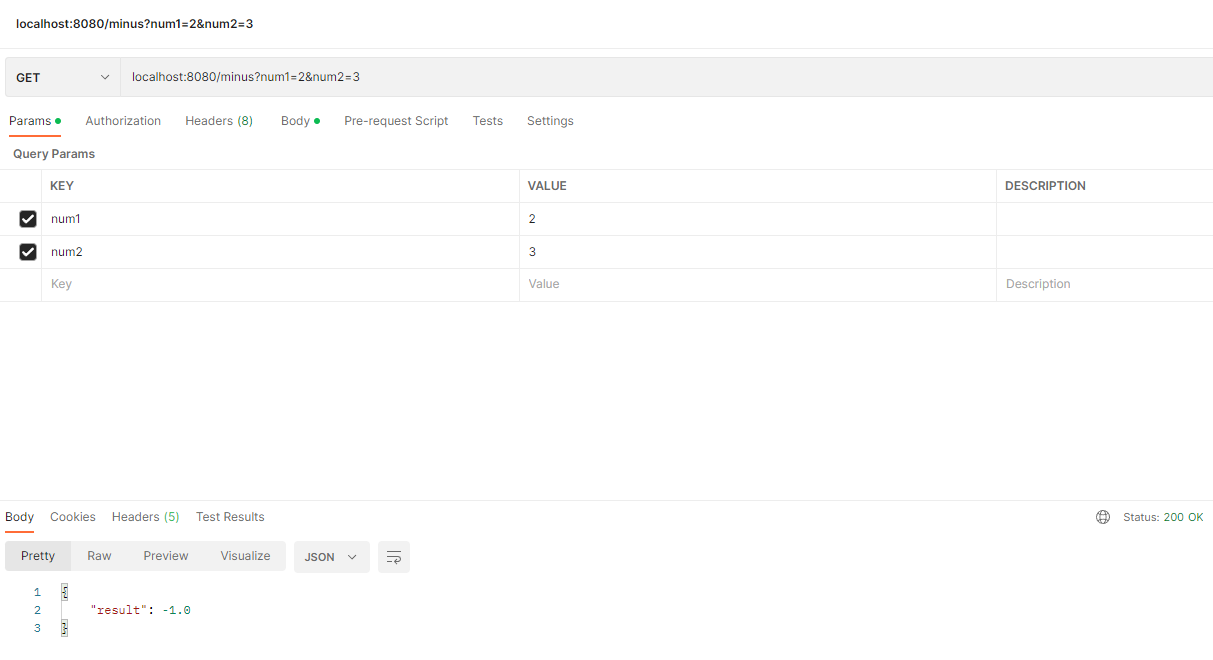 localhost:8080/minus?num1=2&num2=3
GET localhost:8080/minus?num1=2&num2=3
Params Authorization Headers (8) Body Pre-request Script Tests Settings
Query Params
KEY VALUE DESCRIPTION
num1 2
num2 3
Key Value Description
Body Cookies Headers (5) Test Results Status: 200 OK
Pretty Raw Preview Visualize JSON
1 {
2 "result": -1.0
3 }